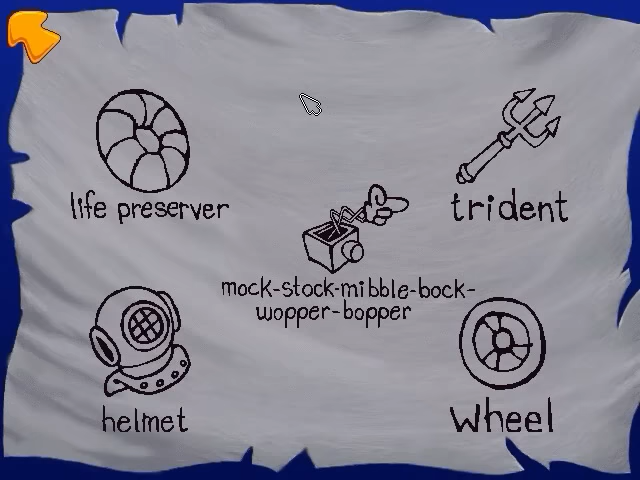 life preserver
trident
mock-stock-mibble-bock-
wopper-bopper
helmet
Wheel